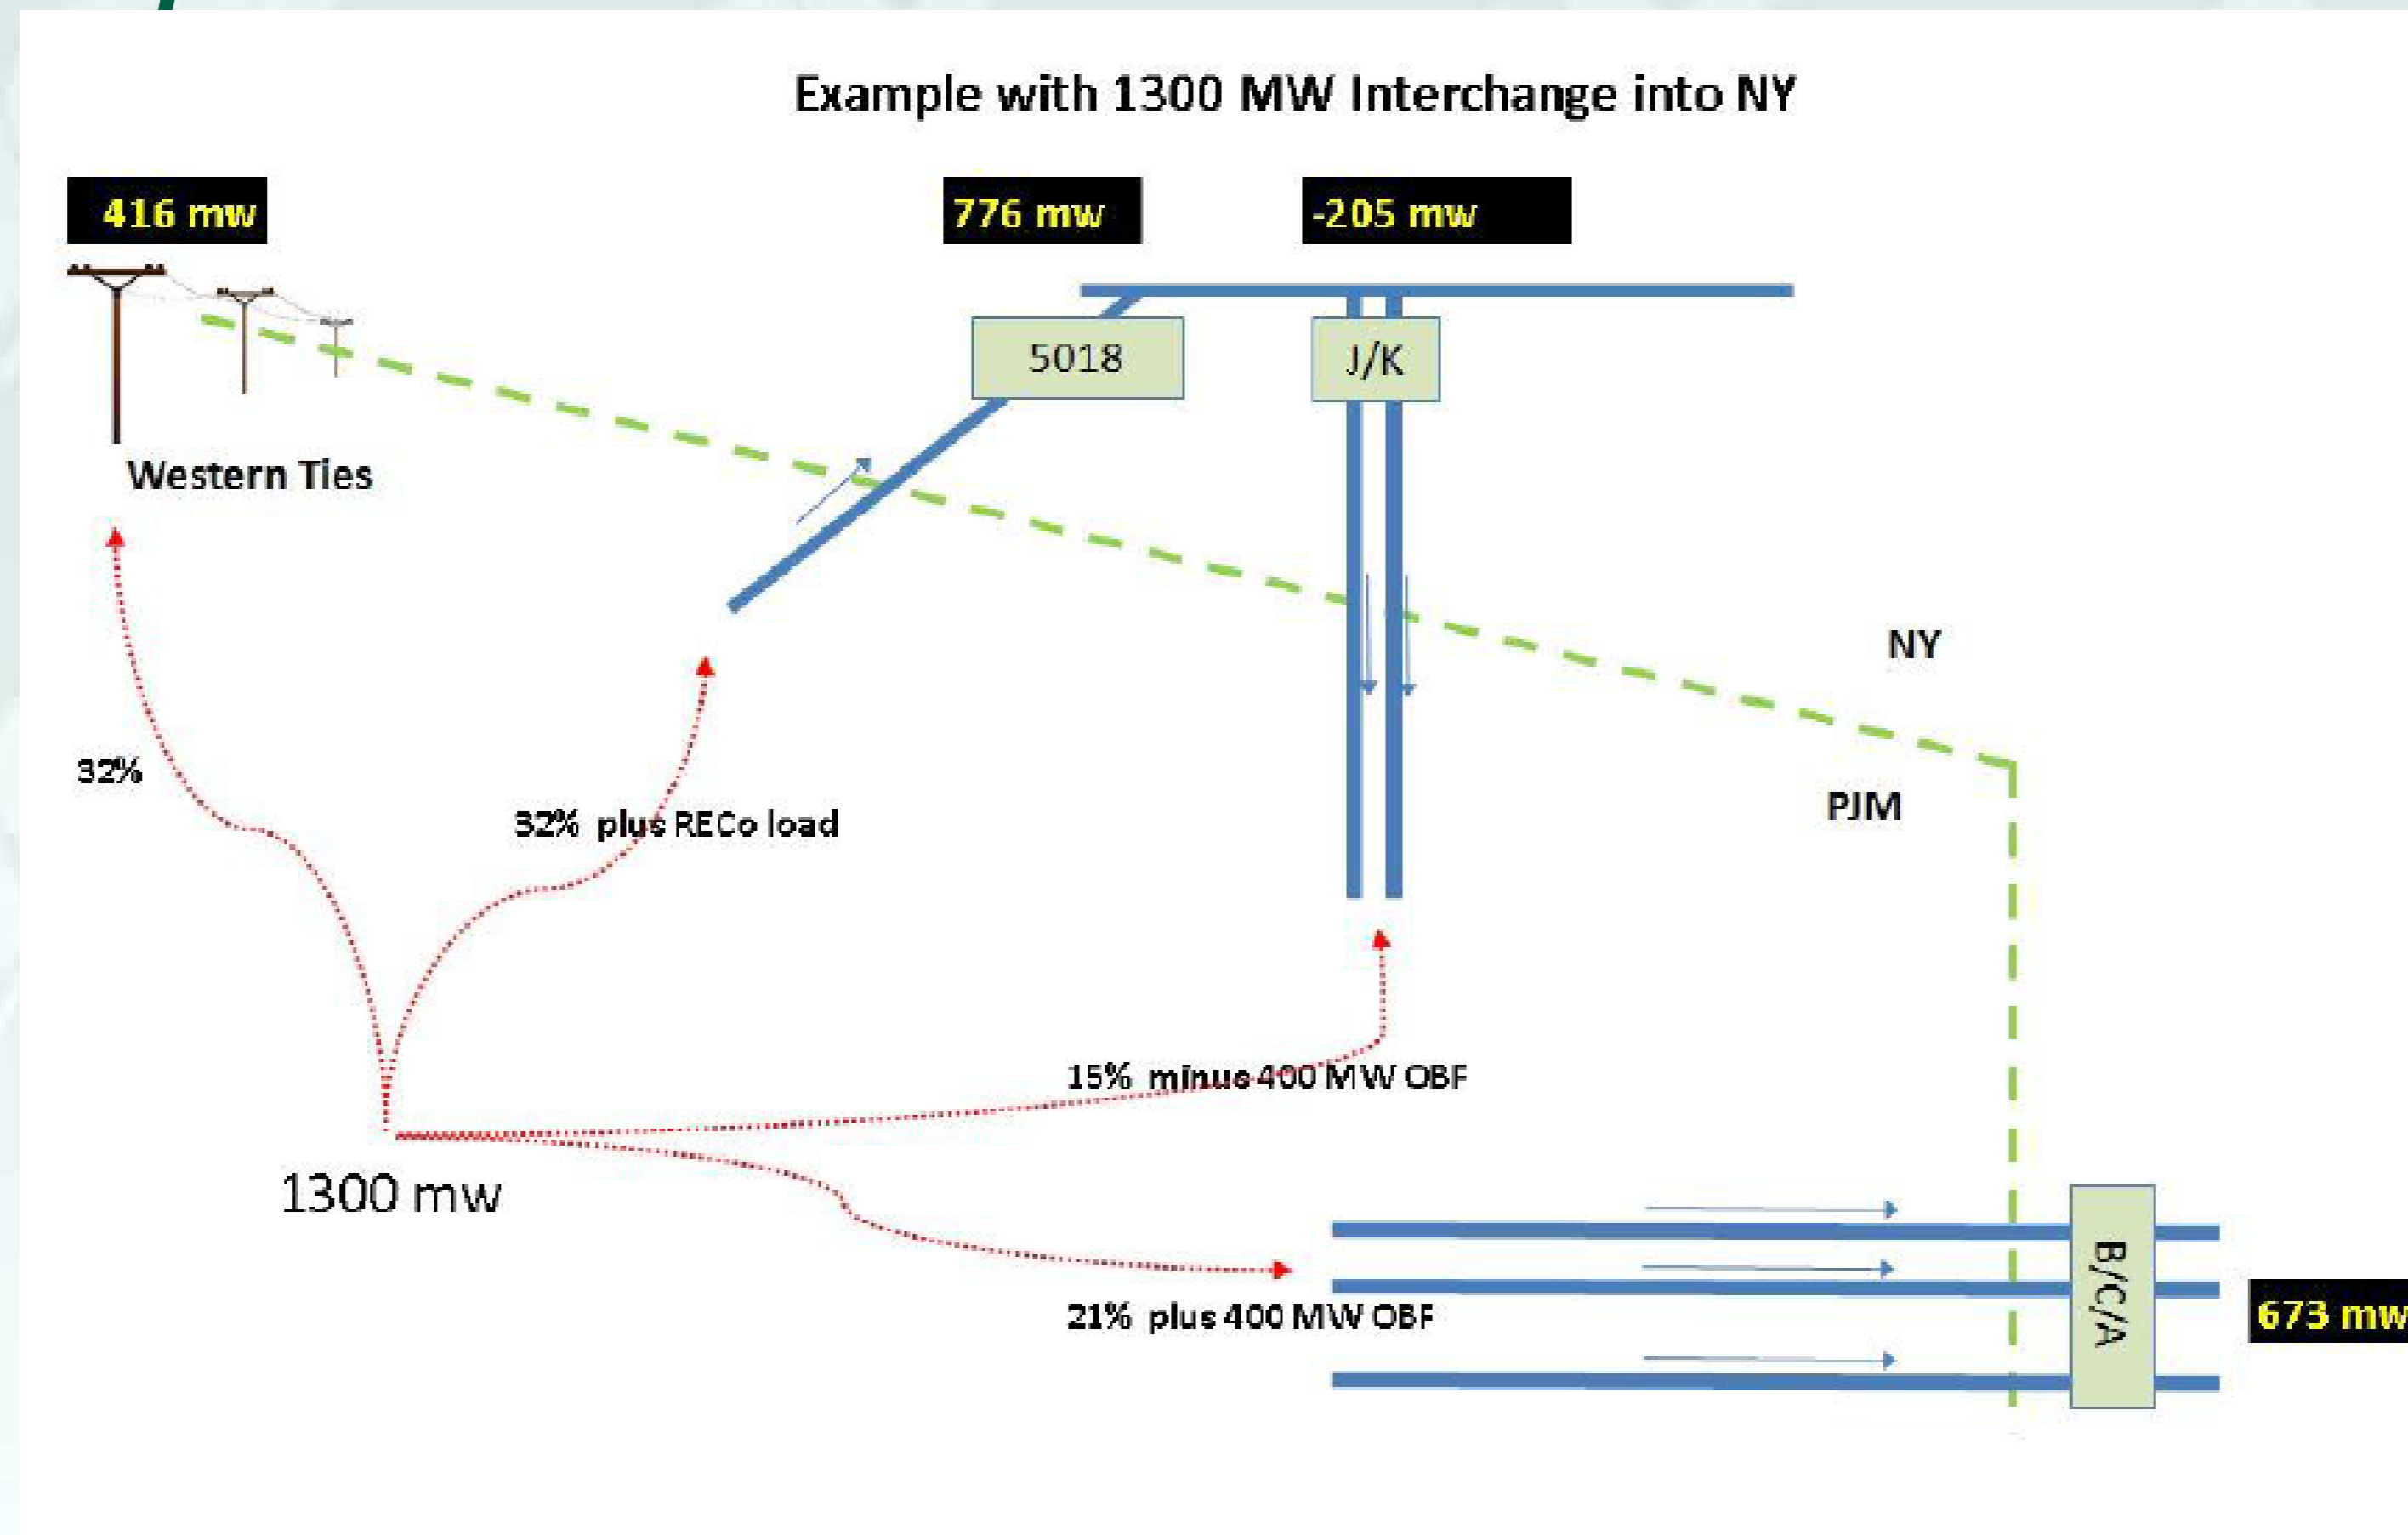 Example with 1300 MW Interchange into NY
416 mw
776 mw
-205 mw
5018
J/K
Western Ties
NY
32%
32% plus RECo load
PJM
15% minus 400 MW OBF
1300 mw
B/C/A
21% plus 400 MW OBF
673 mw